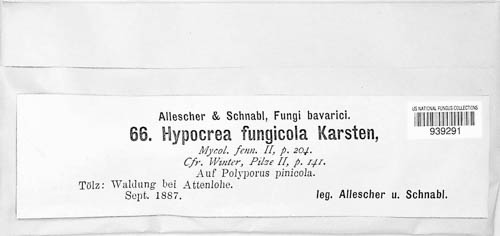 Allescher & Schnabl, Fungi bavarici.
66. Hypocrea fungicola Karsten,
Mycol. fenn. II, p. 204.
Cfr. Winter, Pilze II, p. 141.
Auf Polyporus pinicola.
Tölz: Waldung bei Attenlohe.
Sept. 1887.
leg. Allescher u. Schnabl.
US NATIONAL FUNGUS COLLECTIONS
939291